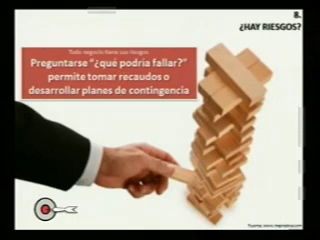 8.
¿HAY RIESGOS?
Todo negocio tiene sus riesgos
Preguntarse "¿qué podría fallar?"
permite tomar recaudos o
desarrollar planes de contingencia